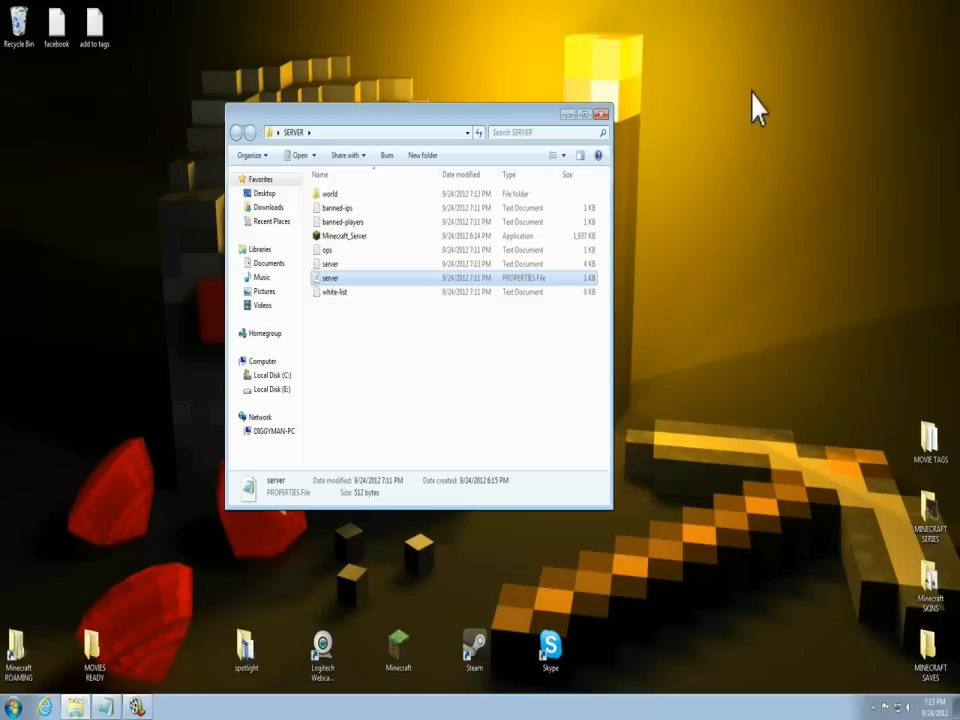 Recycle Bin
facebook
add to tags
SERVER
Search SERVER
Organize
Open
Share with
Burn
New folder
Name
Date modified
Type
Size
Favorites
Desktop
Downloads
Recent Places
Libraries
Documents
Music
Pictures
Videos
Homegroup
Computer
Local Disk (C:)
Local Disk (E:)
Network
DIGGYMAN-PC
world 9/24/2012 7:13 PM File folder
banned-ips 9/24/2012 7:11 PM Text Document 1 KB
banned-players 9/24/2012 7:11 PM Text Document 1 KB
Minecraft_Server 9/24/2012 6:14 PM Application 1,937 KB
ops 9/24/2012 7:11 PM Text Document 1 KB
server 9/24/2012 7:13 PM Text Document 4 KB
server 9/24/2012 7:11 PM PROPERTIES File 1 KB
white-list 9/24/2012 7:11 PM Text Document 0 KB
server Date modified: 9/24/2012 7:11 PM Date created: 9/24/2012 6:15 PM
PROPERTIES File Size: 512 bytes
MOVIE TAGS
MINECRAFT
SERIES
Minecraft
SKINS
MINECRAFT
SAVES
Minecraft
ROAMING
MOVIES
READY
spotlight
Logitech
Webca...
Minecraft
Steam
Skype
7:13 PM
9/24/2012